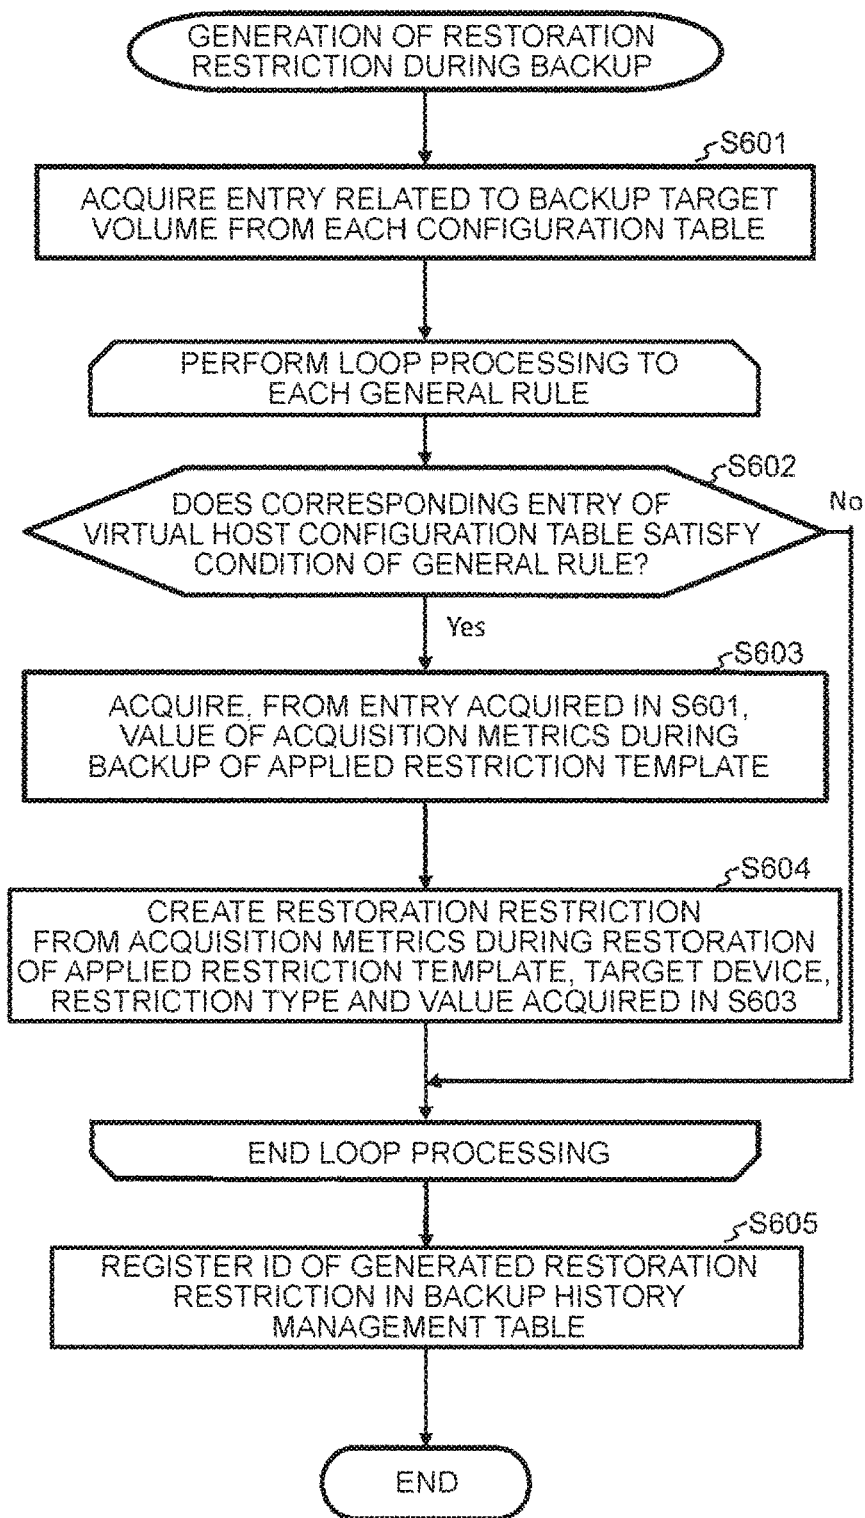 GENERATION OF RESTORATION
RESTRICTION DURING BACKUP
S601
ACQUIRE ENTRY RELATED TO BACKUP TARGET
VOLUME FROM EACH CONFIGURATION TABLE
PERFORM LOOP PROCESSING TO
EACH GENERAL RULE
S602
DOES CORRESPONDING ENTRY OF
VIRTUAL HOST CONFIGURATION TABLE SATISFY
CONDITION OF GENERAL RULE?
No
Yes
S603
ACQUIRE, FROM ENTRY ACQUIRED IN S601,
VALUE OF ACQUISITION METRICS DURING
BACKUP OF APPLIED RESTRICTION TEMPLATE
S604
CREATE RESTORATION RESTRICTION
FROM ACQUISITION METRICS DURING RESTORATION
OF APPLIED RESTRICTION TEMPLATE, TARGET DEVICE,
RESTRICTION TYPE AND VALUE ACQUIRED IN S603
END LOOP PROCESSING
S605
REGISTER ID OF GENERATED RESTORATION
RESTRICTION IN BACKUP HISTORY
MANAGEMENT TABLE
END